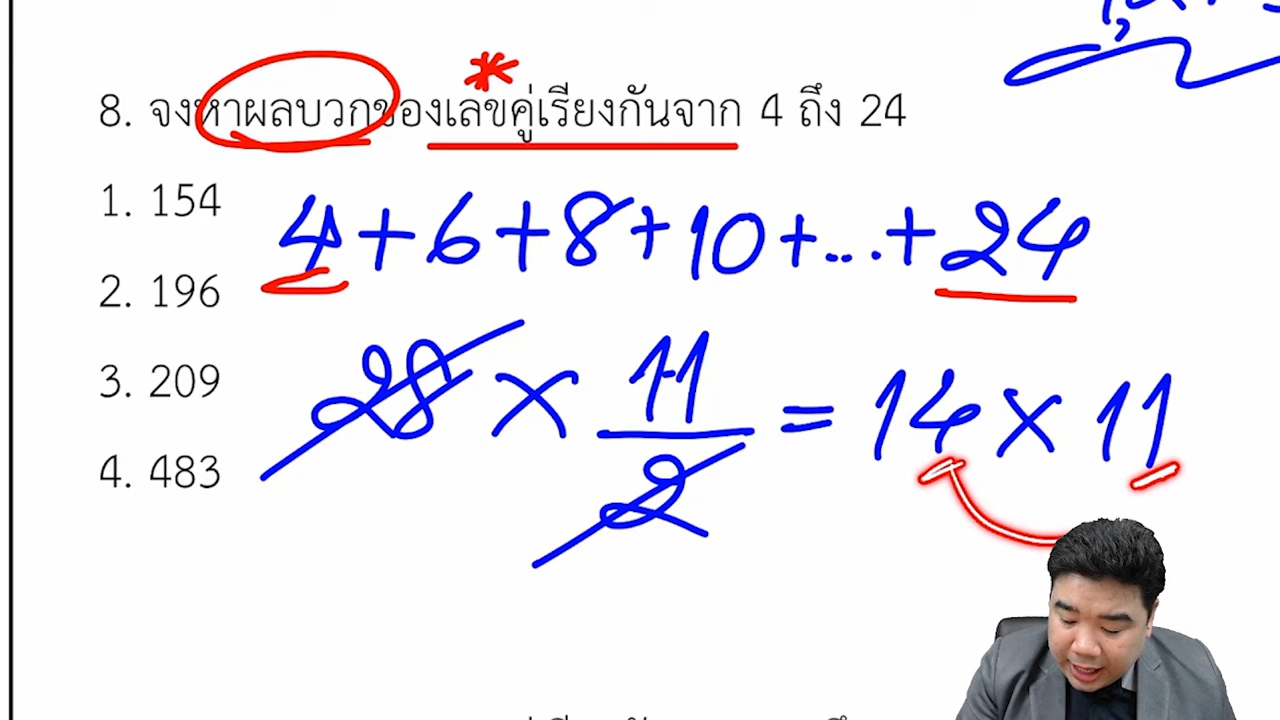 8. จงหาผลบวกของเลขคู่เรียงกันจาก 4 ถึง 24
1. 154
4+6+8+10+...+24
2. 196
28 × 11/2 = 14 × 11
3. 209
4. 483